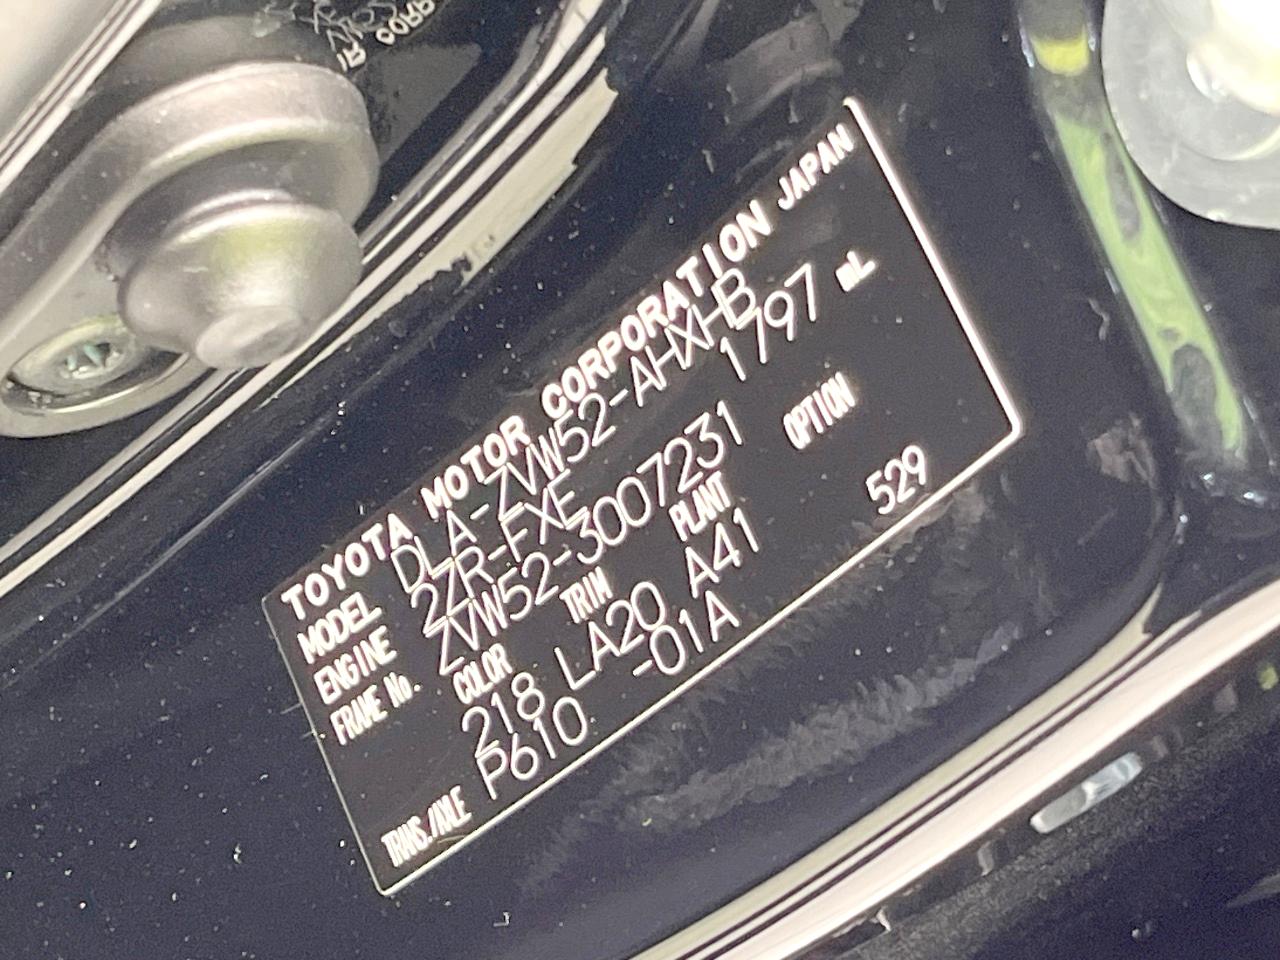 TOYOTA MOTOR CORPORATION JAPAN
MODEL DLA-ZVW52-AHXHB
ENGINE 2ZR-FXE 1797 mL
FRAME No. ZVW52-3007231
COLOR TRIM PLANT OPTION
218 LA20 A41 529
TRANS./AXLE P610 -01A